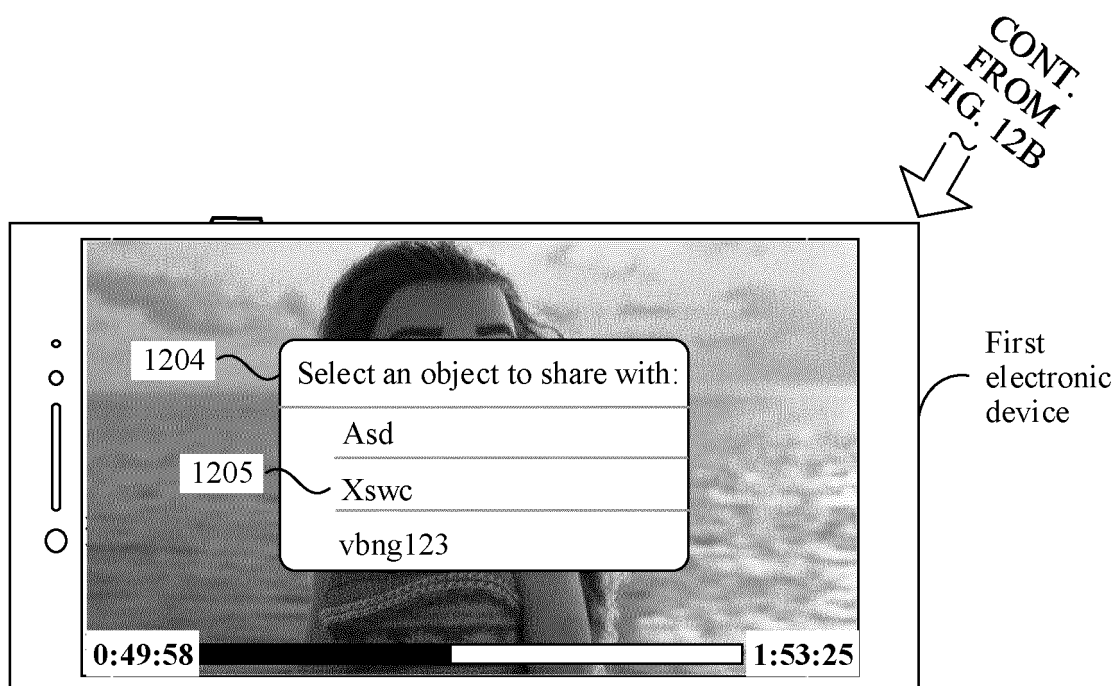 CONT.
FROM
FIG. 12B
1204
Select an object to share with:
Asd
1205
Xswc
vbng123
First
electronic
device
0:49:58
1:53:25